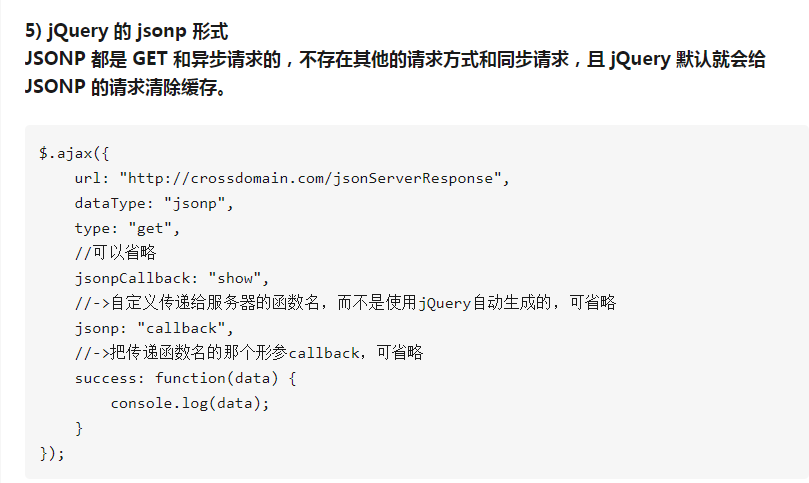 5) jQuery 的 jsonp 形式
JSONP 都是 GET 和异步请求的，不存在其他的请求方式和同步请求，且 jQuery 默认就会给
JSONP 的请求清除缓存。
$.ajax({
    url: "http://crossdomain.com/jsonServerResponse",
    dataType: "jsonp",
    type: "get",
    //可以省略
    jsonpCallback: "show",
    //->自定义传递给服务器的函数名，而不是使用jQuery自动生成的，可省略
    jsonp: "callback",
    //->把传递函数名的那个形参callback，可省略
    success: function(data) {
        console.log(data);
    }
});